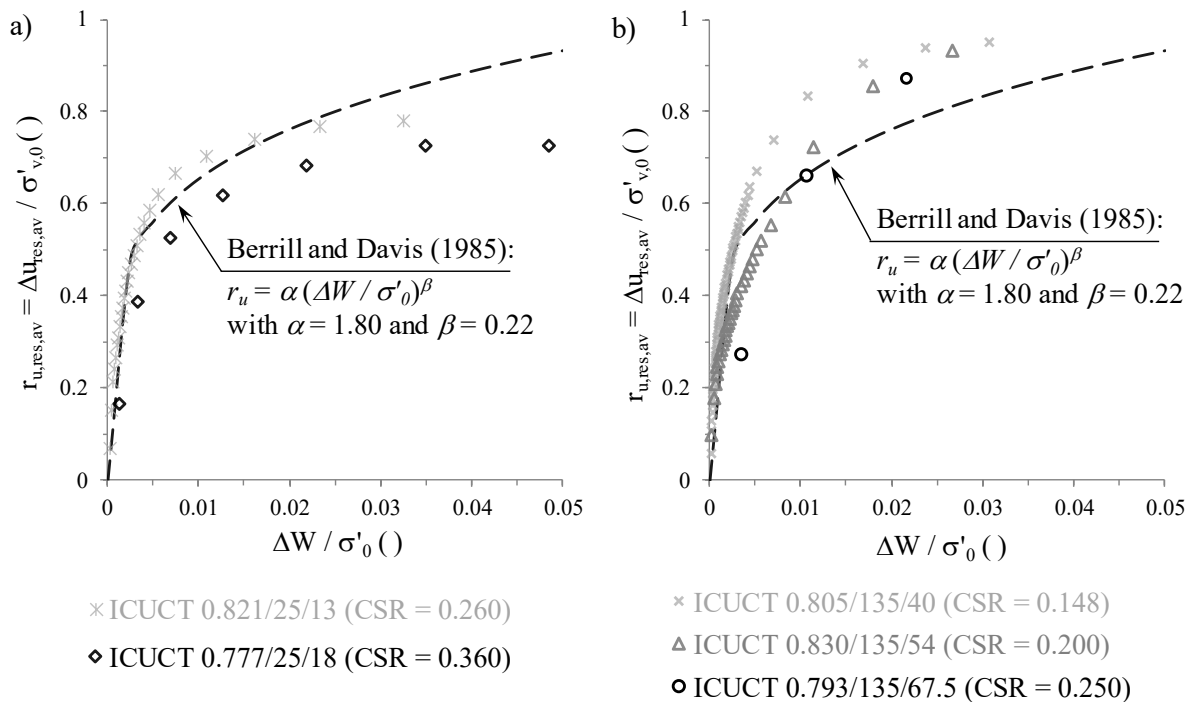 a)
1
0.8
0.6
0.4
0.2
0
r_{u,res,av} = Δu_{res,av} / σ'_{v,0} ( )
Berrill and Davis (1985):
r_u = α (ΔW / σ'_0)^β
with α = 1.80 and β = 0.22
0 0.01 0.02 0.03 0.04 0.05
ΔW / σ'_0 ( )
ICUCT 0.821/25/13 (CSR = 0.260)
ICUCT 0.777/25/18 (CSR = 0.360)
b)
1
0.8
0.6
0.4
0.2
0
r_{u,res,av} = Δu_{res,av} / σ'_{v,0} ( )
Berrill and Davis (1985):
r_u = α (ΔW / σ'_0)^β
with α = 1.80 and β = 0.22
0 0.01 0.02 0.03 0.04 0.05
ΔW / σ'_0 ( )
ICUCT 0.805/135/40 (CSR = 0.148)
ICUCT 0.830/135/54 (CSR = 0.200)
ICUCT 0.793/135/67.5 (CSR = 0.250)